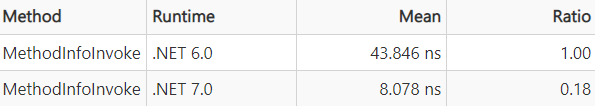 Method Runtime Mean Ratio
MethodInfoInvoke .NET 6.0 43.846 ns 1.00
MethodInfoInvoke .NET 7.0 8.078 ns 0.18